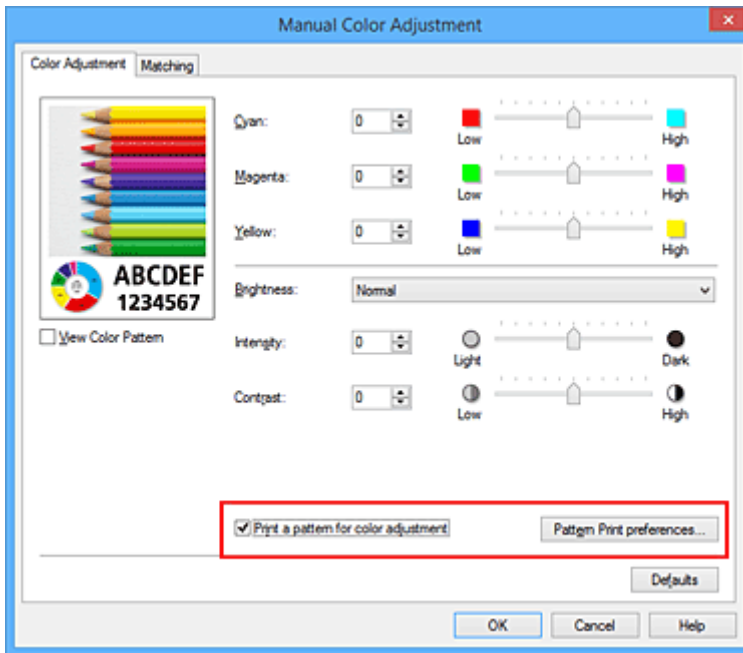 Manual Color Adjustment
Color Adjustment Matching
Cyan: 0 Low High
Magenta: 0 Low High
Yellow: 0 Low High
ABCDEF
1234567
Brightness: Normal
View Color Pattern
Intensity: 0 Light Dark
Contrast: 0 Low High
Print a pattern for color adjustment Pattern Print preferences...
Defaults
OK Cancel Help